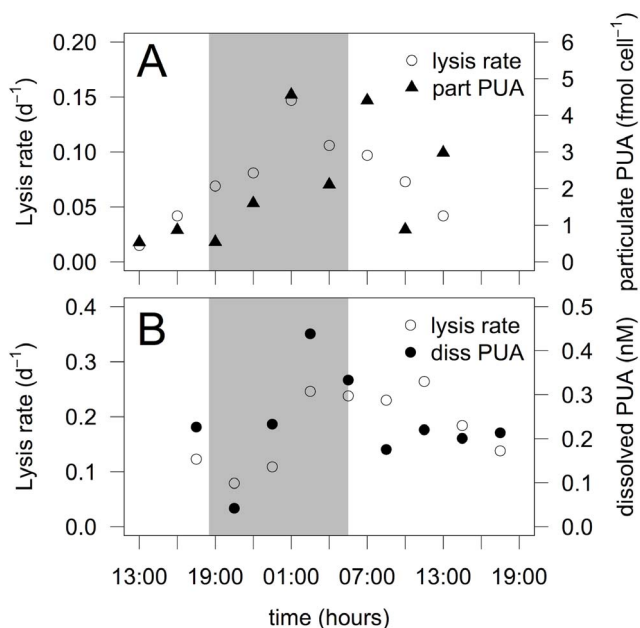 A
lysis rate
part PUA
0.20
0.15
0.10
0.05
0.00
Lysis rate (d⁻¹)
6
5
4
3
2
1
0
particulate PUA (fmol cell⁻¹)
B
lysis rate
diss PUA
0.4
0.3
0.2
0.1
0.0
Lysis rate (d⁻¹)
0.5
0.4
0.3
0.2
0.1
0.0
dissolved PUA (nM)
13:00 19:00 01:00 07:00 13:00 19:00
time (hours)